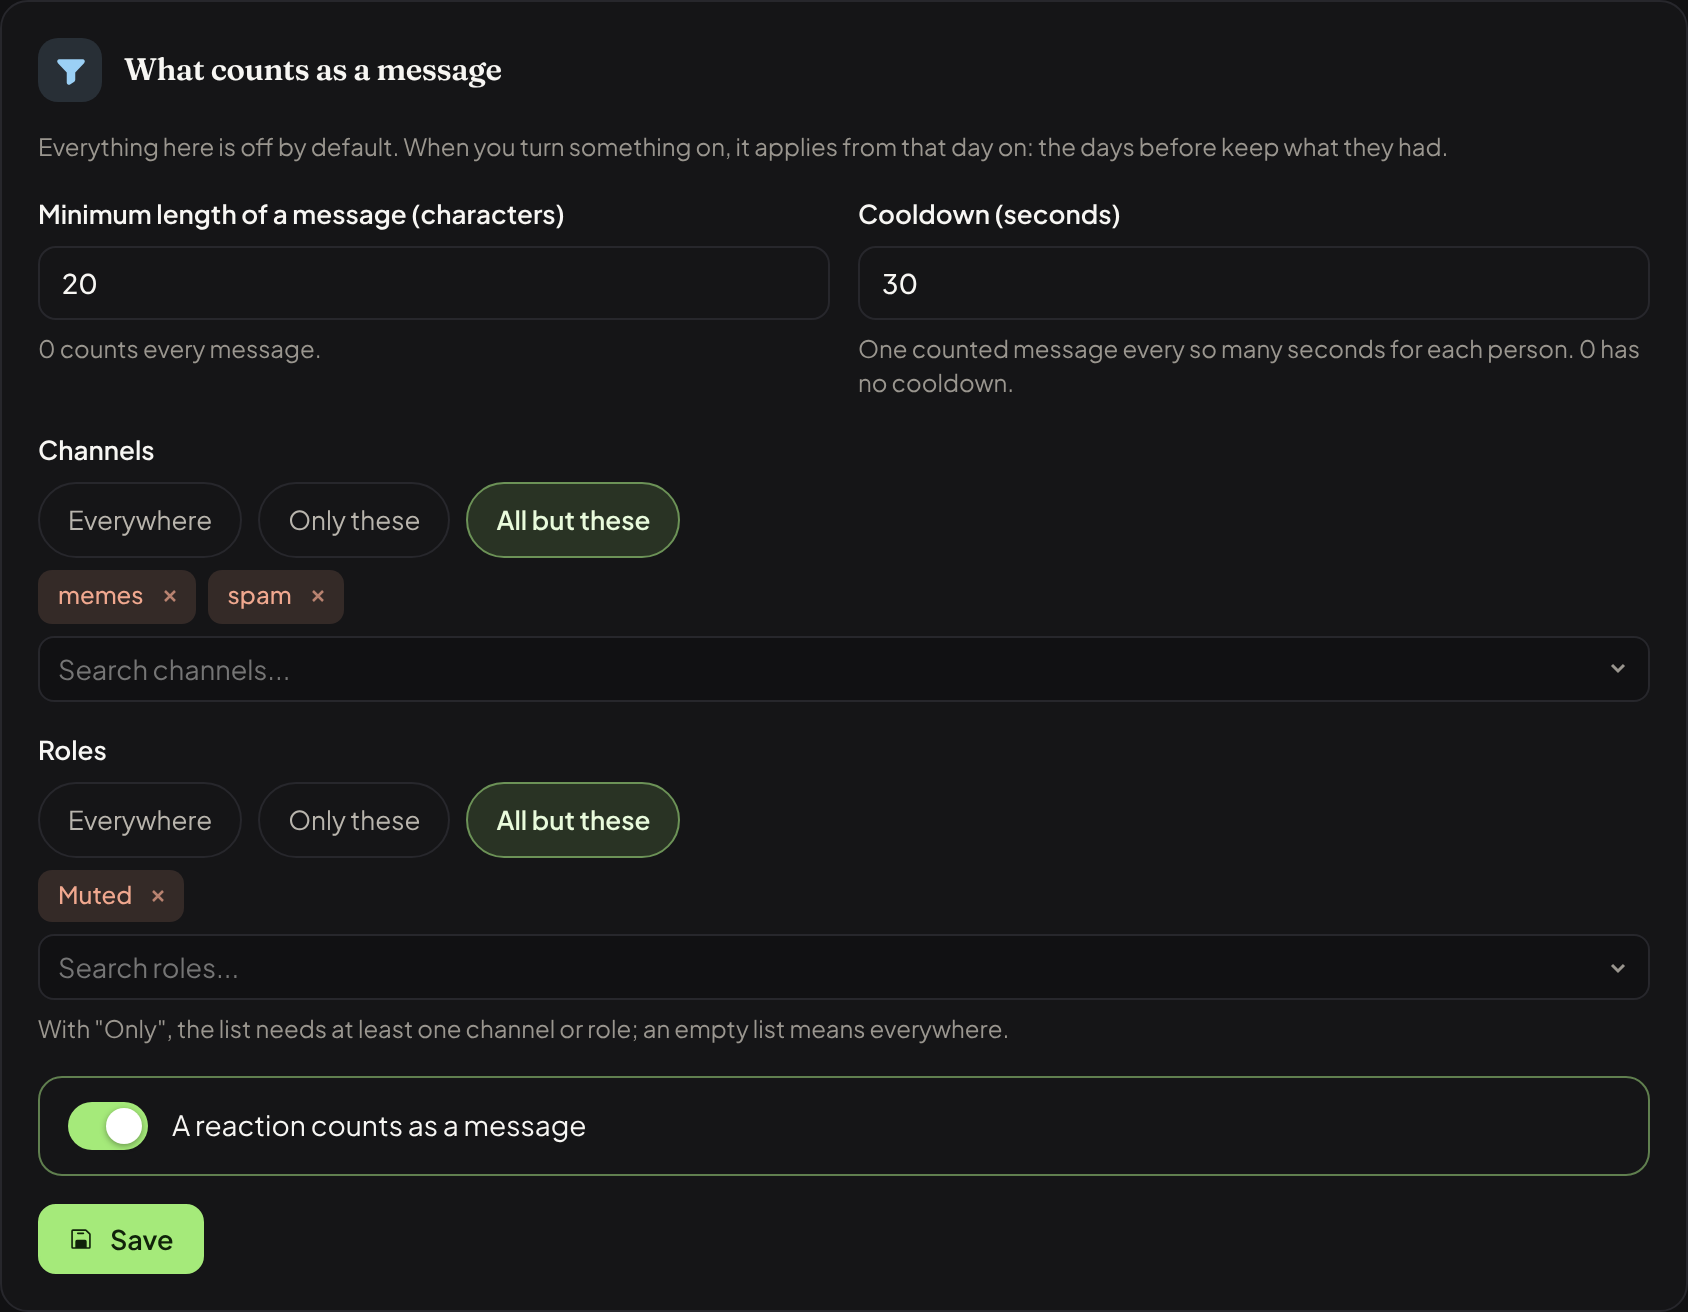 What counts as a message
Everything here is off by default. When you turn something on, it applies from that day on: the days before keep what they had.
Minimum length of a message (characters)
20
0 counts every message.
Cooldown (seconds)
30
One counted message every so many seconds for each person. 0 has
no cooldown.
Channels
Everywhere
Only these
All but these
memes ×
spam ×
Search channels...
Roles
Everywhere
Only these
All but these
Muted ×
Search roles...
With "Only", the list needs at least one channel or role; an empty list means everywhere.
A reaction counts as a message
Save